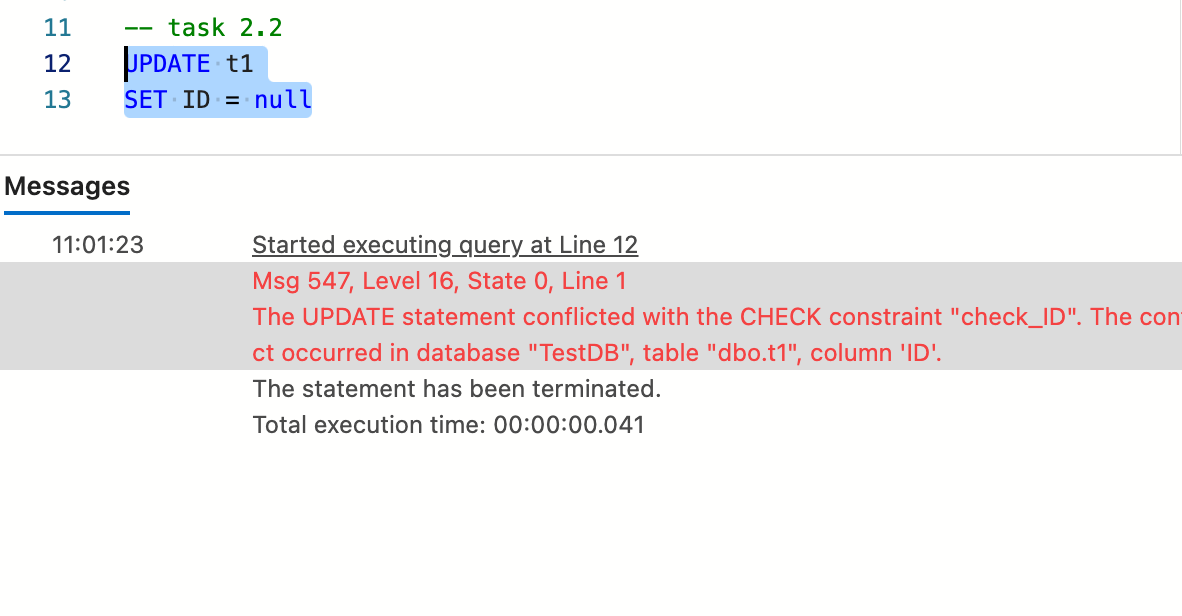 11 -- task 2.2
12 UPDATE t1
13 SET ID = null
Messages
11:01:23 Started executing query at Line 12
Msg 547, Level 16, State 0, Line 1
The UPDATE statement conflicted with the CHECK constraint "check_ID". The con
ct occurred in database "TestDB", table "dbo.t1", column 'ID'.
The statement has been terminated.
Total execution time: 00:00:00.041